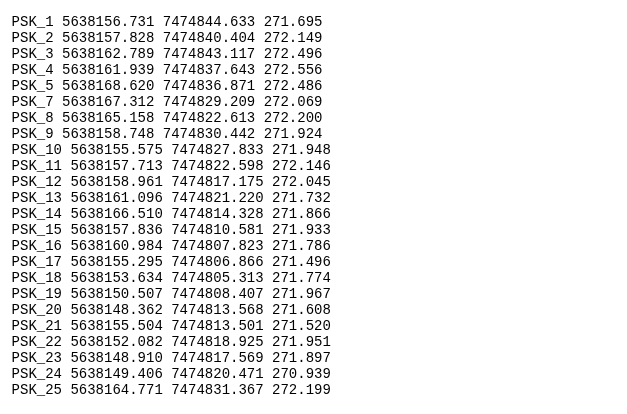 PSK_1 5638156.731 7474844.633 271.695
PSK_2 5638157.828 7474840.404 272.149
PSK_3 5638162.789 7474843.117 272.496
PSK_4 5638161.939 7474837.643 272.556
PSK_5 5638168.620 7474836.871 272.486
PSK_7 5638167.312 7474829.209 272.069
PSK_8 5638165.158 7474822.613 272.200
PSK_9 5638158.748 7474830.442 271.924
PSK_10 5638155.575 7474827.833 271.948
PSK_11 5638157.713 7474822.598 272.146
PSK_12 5638158.961 7474817.175 272.045
PSK_13 5638161.096 7474821.220 271.732
PSK_14 5638166.510 7474814.328 271.866
PSK_15 5638157.836 7474810.581 271.933
PSK_16 5638160.984 7474807.823 271.786
PSK_17 5638155.295 7474806.866 271.496
PSK_18 5638153.634 7474805.313 271.774
PSK_19 5638150.507 7474808.407 271.967
PSK_20 5638148.362 7474813.568 271.608
PSK_21 5638155.504 7474813.501 271.520
PSK_22 5638152.082 7474818.925 271.951
PSK_23 5638148.910 7474817.569 271.897
PSK_24 5638149.406 7474820.471 270.939
PSK_25 5638164.771 7474831.367 272.199